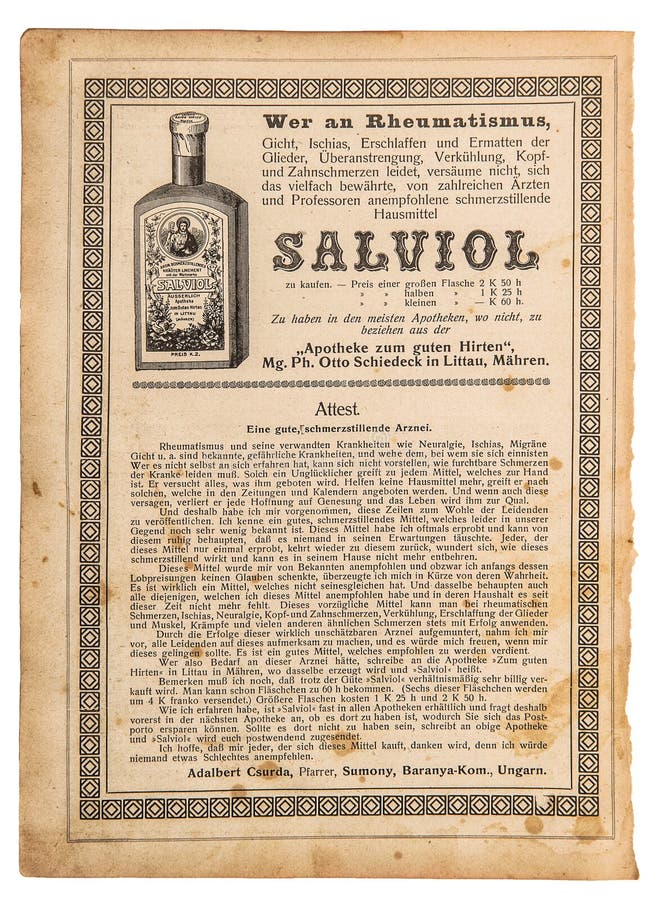 Wer an Rheumatismus,
Gicht, Ischias, Erschlaffen und Ermatten der
Glieder, Überanstrengung, Verkühlung, Kopf-
und Zahnschmerzen leidet, versäume nicht, sich
das vielfach bewährte, von zahlreichen Ärzten
und Professoren anempfohlene schmerzstillende
Hausmittel
SALVIOL
zu kaufen. — Preis einer großen Flasche 2 K 50 h
» » halben » 1 K 25 h
» » kleinen » — K 60 h.
Zu haben in den meisten Apotheken, wo nicht, zu
beziehen aus der
„Apotheke zum guten Hirten“,
Mg. Ph. Otto Schiedeck in Littau, Mähren.
SCHMERZSTILLENDES
KRÄUTER LINIMENT
mit der Weltmarke
SALVIOL
ÄUSSERLICH
Apotheke
zum Guten Hirten
IN LITTAU
(MÄHREN)
PREIS K.2.
Attest.
Eine gute, schmerzstillende Arznei.
Rheumatismus und seine verwandten Krankheiten wie Neuralgie, Ischias, Migräne
Gicht u. a. sind bekannte, gefährliche Krankheiten, und wehe dem, bei wem sie sich einnisten
Wer es nicht selbst an sich erfahren hat, kann sich nicht vorstellen, wie furchtbare Schmerzen
der Kranke leiden muß. Solch ein Unglücklicher greift zu jedem Mittel, welches zur Hand
ist. Er versucht alles, was ihm geboten wird. Helfen keine Hausmittel mehr, greift er nach
solchen, welche in den Zeitungen und Kalendern angeboten werden. Und wenn auch diese
versagen, verliert er jede Hoffnung auf Genesung und das Leben wird ihm zur Qual.
Und deshalb habe ich mir vorgenommen, diese Zeilen zum Wohle der Leidenden
zu veröffentlichen. Ich kenne ein gutes, schmerzstillendes Mittel, welches leider in unserer
Gegend noch sehr wenig bekannt ist. Dieses Mittel habe ich oftmals erprobt und kann von
diesem ruhig behaupten, daß es niemand in seinen Erwartungen täuschte. Jeder, der
dieses Mittel nur einmal erprobt, kehrt wieder zu diesem zurück, wundert sich, wie dieses
schmerzstillend wirkt und kann es in seinem Hause nicht mehr entbehren.
Dieses Mittel wurde mir von Bekannten anempfohlen und obzwar ich anfangs dessen
Lobpreisungen keinen Glauben schenkte, überzeugte ich mich in Kürze von deren Wahrheit.
Es ist wirklich ein Mittel, welches nicht seinesgleichen hat. Und dasselbe behaupten auch
alle diejenigen, welchen ich dieses Mittel anempfohlen habe und in deren Haushalt es seit
dieser Zeit nicht mehr fehlt. Dieses vorzügliche Mittel kann man bei rheumatischen
Schmerzen, Ischias, Neuralgie, Kopf- und Zahnschmerzen, Verkühlung, Erschlaffung der Glieder
und Muskel, Krämpfe und vielen anderen ähnlichen Schmerzen stets mit Erfolg anwenden.
Durch die Erfolge dieser wirklich unschätzbaren Arznei aufgemuntert, nahm ich mir
vor, alle Leidenden auf dieses aufmerksam zu machen, und es würde mich freuen, wenn mir
dieses gelingen sollte. Es ist ein gutes Mittel, welches empfohlen zu werden verdient.
Wer also Bedarf an dieser Arznei hätte, schreibe an die Apotheke »Zum guten
Hirten« in Littau in Mähren, wo dasselbe erzeugt wird und »Salviol« heißt.
Bemerken muß ich noch, daß trotz der Güte »Salviol« verhältnismäßig sehr billig ver-
kauft wird. Man kann schon Fläschchen zu 60 h bekommen. (Sechs dieser Fläschchen werden
um 4 K franko versendet.) Größere Flaschen kosten 1 K 25 h und 2 K 50 h.
Wie ich erfahren habe, ist »Salviol« fast in allen Apotheken erhältlich und fragt deshalb
vorerst in der nächsten Apotheke an, ob es dort zu haben ist, wodurch Sie sich das Post-
porto ersparen können. Sollte es dort nicht zu haben sein, schreibt an obige Apotheke
und »Salviol« wird euch postwendend zugesendet.
Ich hoffe, daß mir jeder, der sich dieses Mittel kauft, danken wird, denn ich würde
niemand etwas Schlechtes anempfehlen.
Adalbert Csurda, Pfarrer, Sumony, Baranya-Kom., Ungarn.